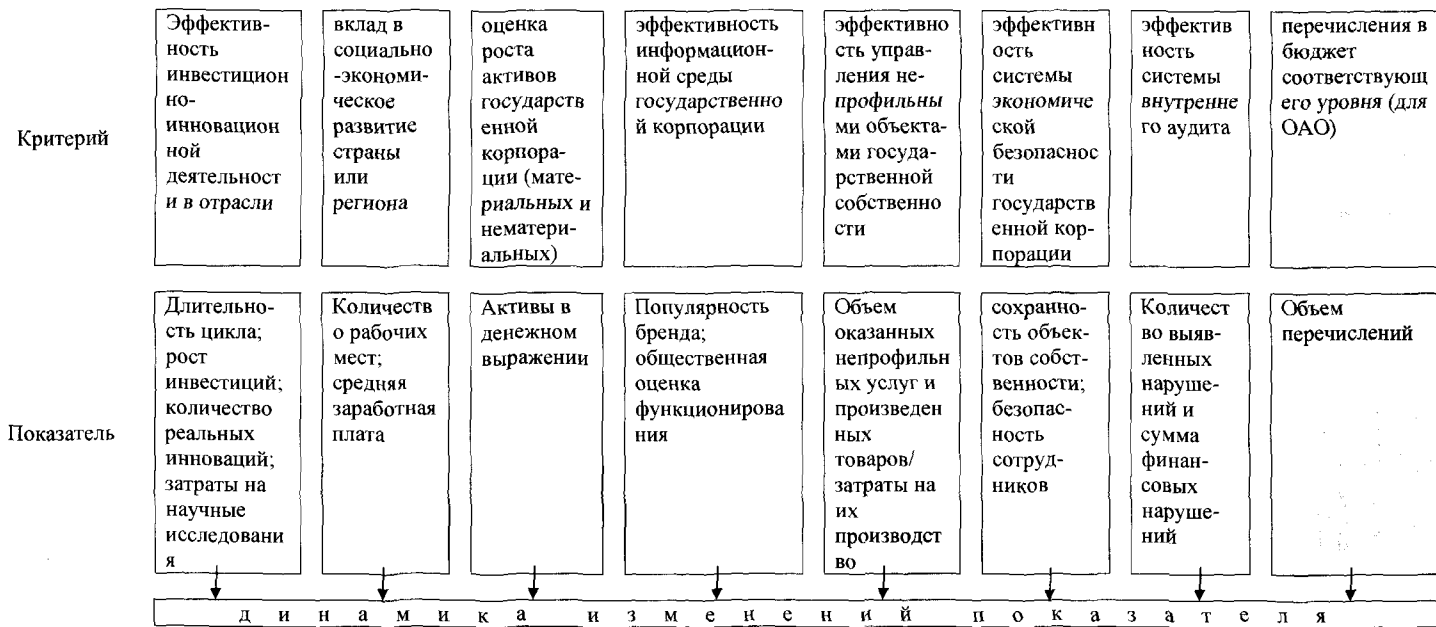 Критерий
Эффектив-
ность
инвестицион
но-
инновацион
ной
деятельност
и в отрасли
вклад в
социально
-экономи-
ческое
развитие
страны
или
региона
оценка
роста
активов
государств
енной
корпора-
ции (мате-
риальных и
нематери-
альных)
эффективность
информацион-
ной среды
государственно
й корпорации
эффективно
сть управ-
ления не-
профильны
ми объекта-
ми госуда-
рственной
собственно
сти
эффективн
ость
системы
экономиче
ской
безопаснос
ти
государств
енной кор-
порации
эффектив
ность
системы
внутренне
го аудита
перечисления в
бюджет
соответствующ
его уровня (для
ОАО)
Показатель
Длительно-
сть цикла;
рост
инвестиций;
количество
реальных
инноваций;
затраты на
научные
исследовани
я
Количеств
о рабочих
мест;
средняя
заработная
плата
Активы в
денежном
выражении
Популярность
бренда;
общественная
оценка
функционирова
ния
Объем
оказанных
непрофильн
ых услуг и
произведен
ных
товаров/
затраты на
их
производст
во
сохранно-
сть объек-
тов собст-
венности;
безопас-
ность
сотруд-
ников
Количест
во выяв-
ленных
наруше-
ний и
сумма
финан-
совых
наруше-
ний
Объем
перечислений
д и н а м и к а и з м е н е н и й п о к а з а т е л я